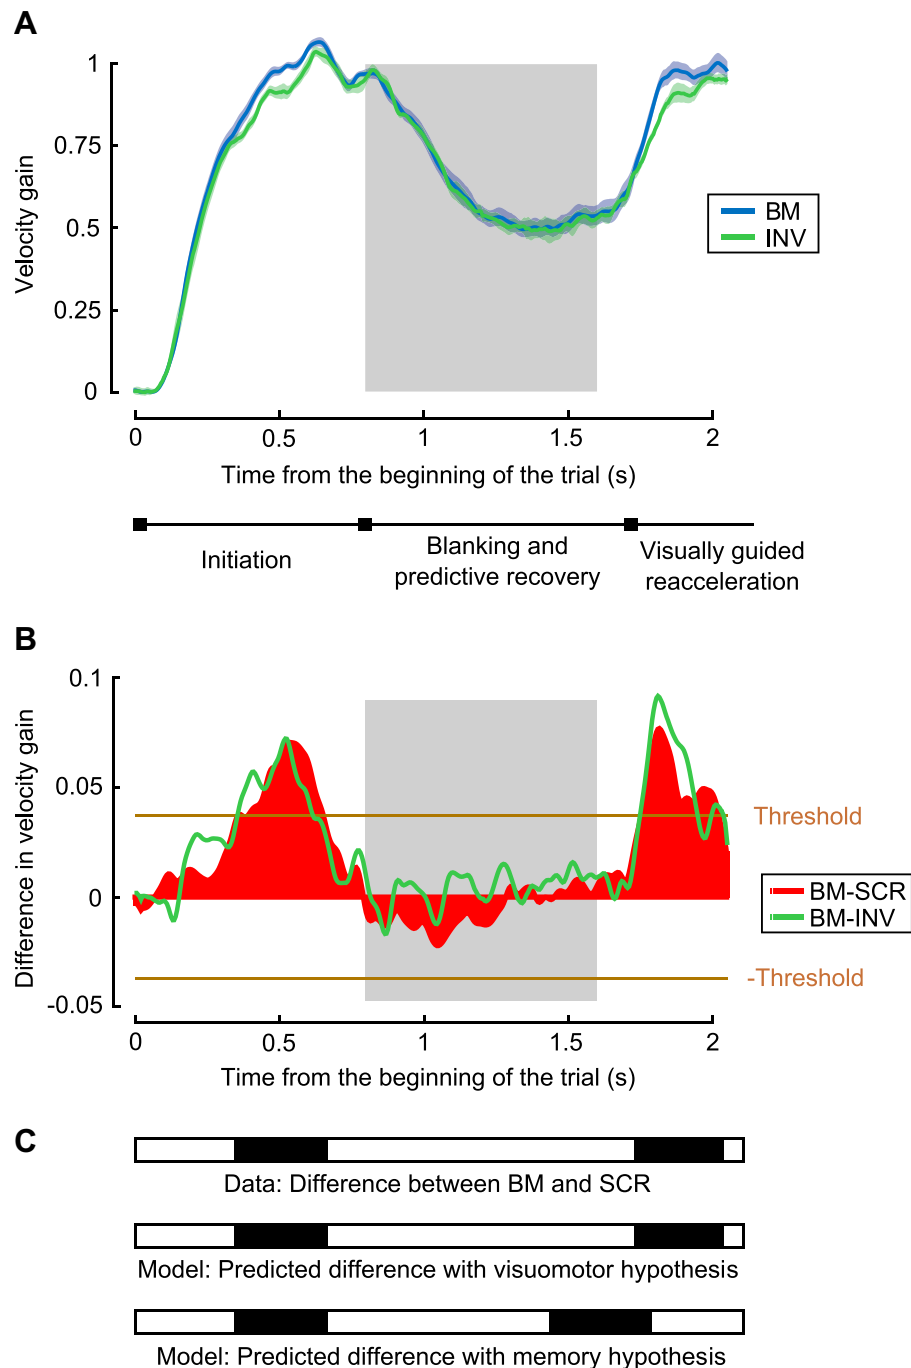 A
1
0.75
0.5
0.25
0
Velocity gain
BM
INV
0 0.5 1 1.5 2
Time from the beginning of the trial (s)
Initiation
Blanking and
predictive recovery
Visually guided
reacceleration
B
0.1
0.05
0
-0.05
Difference in velocity gain
Threshold
BM-SCR
BM-INV
-Threshold
0 0.5 1 1.5 2
Time from the beginning of the trial (s)
C
Data: Difference between BM and SCR
Model: Predicted difference with visuomotor hypothesis
Model: Predicted difference with memory hypothesis